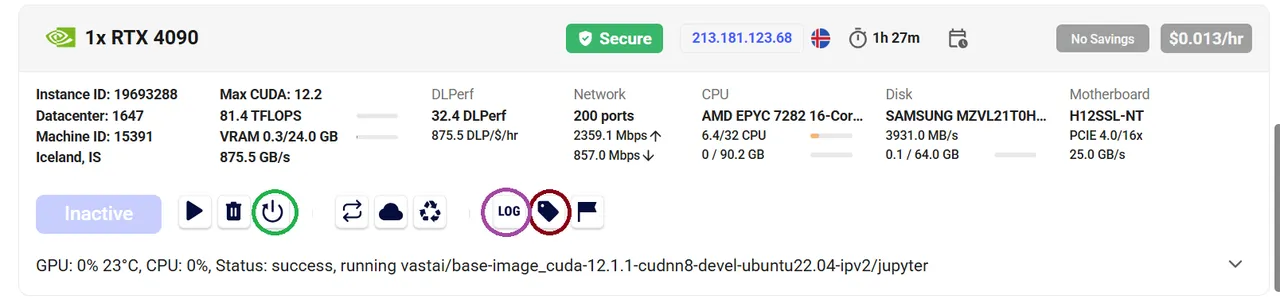 1x RTX 4090
Secure
213.181.123.68
1h 27m
No Savings
$0.013/hr
Instance ID: 19693288
Datacenter: 1647
Machine ID: 15391
Iceland, IS
Max CUDA: 12.2
81.4 TFLOPS
VRAM 0.3/24.0 GB
875.5 GB/s
DLPerf
32.4 DLPerf
875.5 DLP/$/hr
Network
200 ports
2359.1 Mbps↑
857.0 Mbps↓
CPU
AMD EPYC 7282 16-Cor...
6.4/32 CPU
0 / 90.2 GB
Disk
SAMSUNG MZVL21T0H...
3931.0 MB/s
0.1 / 64.0 GB
Motherboard
H12SSL-NT
PCIE 4.0/16x
25.0 GB/s
Inactive
LOG
GPU: 0% 23°C, CPU: 0%, Status: success, running vastai/base-image_cuda-12.1.1-cudnn8-devel-ubuntu22.04-ipv2/jupyter